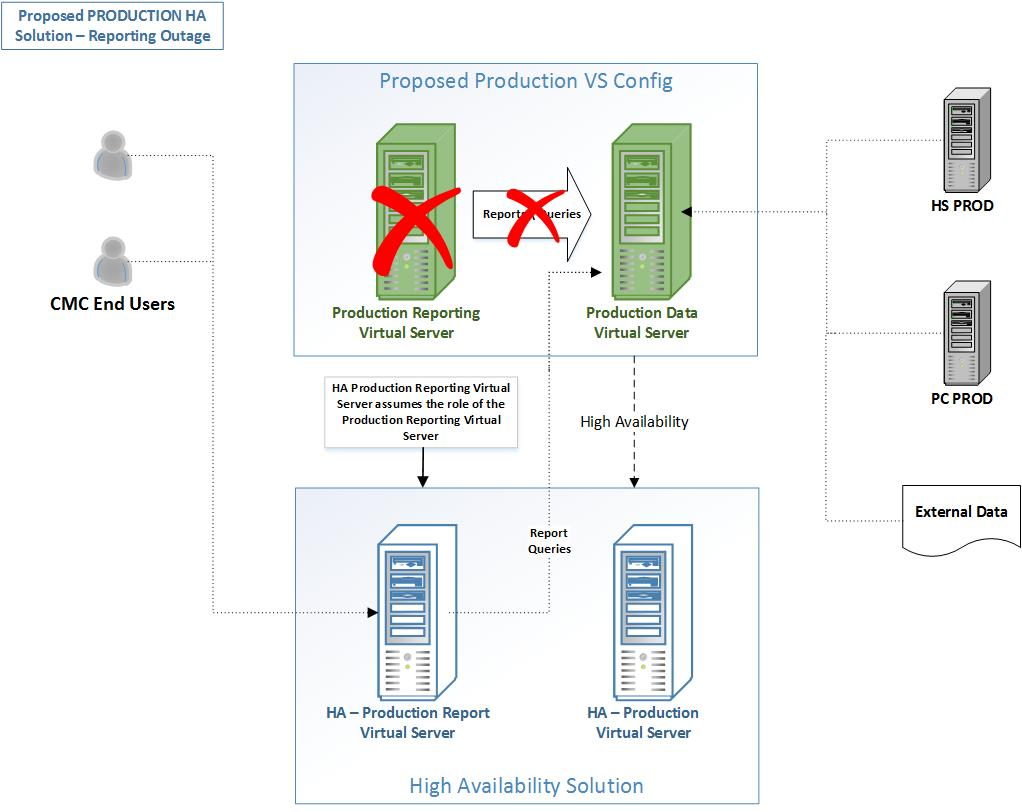 Proposed PRODUCTION HA
Solution – Reporting Outage
Proposed Production VS Config
Reports Queries
Production Reporting
Virtual Server
Production Data
Virtual Server
CMC End Users
HS PROD
PC PROD
External Data
HA Production Reporting Virtual
Server assumes the role of the
Production Reporting Virtual
Server
High Availability
Report
Queries
HA – Production Report
Virtual Server
HA – Production
Virtual Server
High Availability Solution